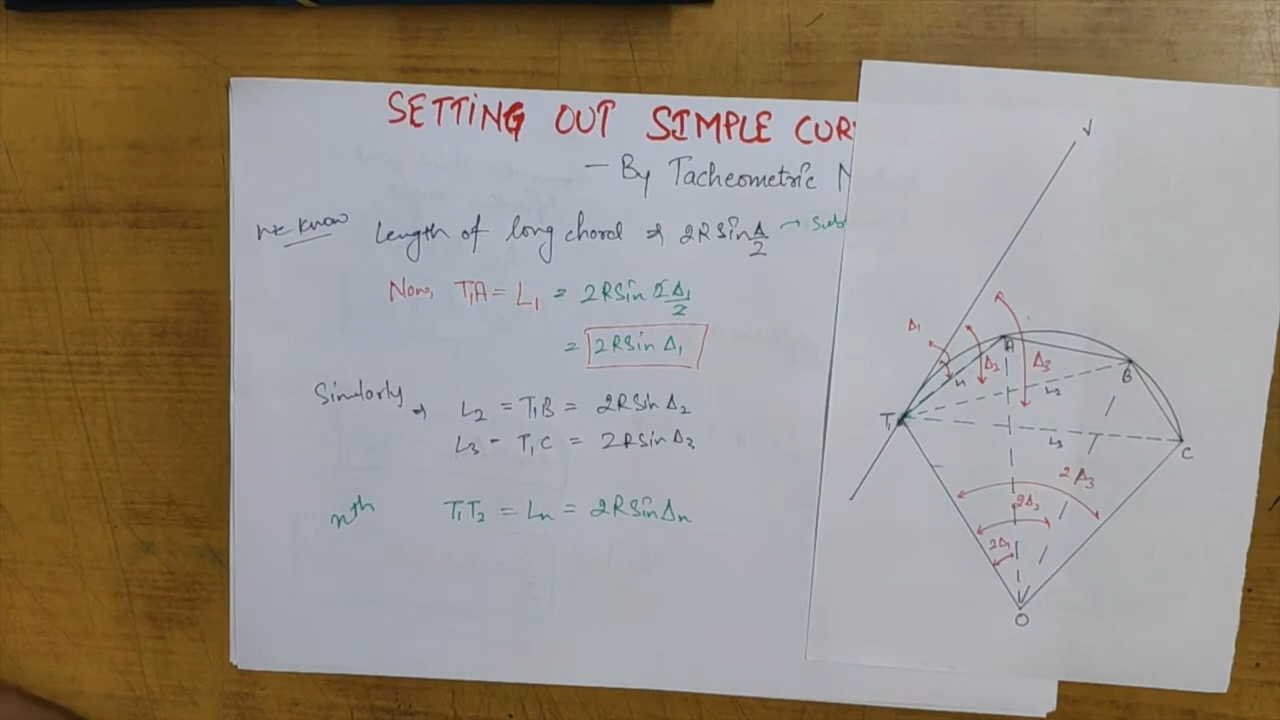 SETTING OUT SIMPLE CUR
— By Tacheometric M
We know Length of long chord ⇒ 2R Sin Δ/2 → Sub
Now, T₁A = L₁ = 2R Sin 2Δ₁/2
= 2R Sin Δ₁
Similarly ⇒ L₂ = T₁B = 2R Sin Δ₂
L₃ = T₁C = 2R Sin Δ₃
nth T₁T₂ = Ln = 2R Sin Δn
V
Δ₁
A
Δ₂
Δ₃
B
L₁
L₂
T₁
L₃
C
2Δ₃
2Δ₂
2Δ₁
O